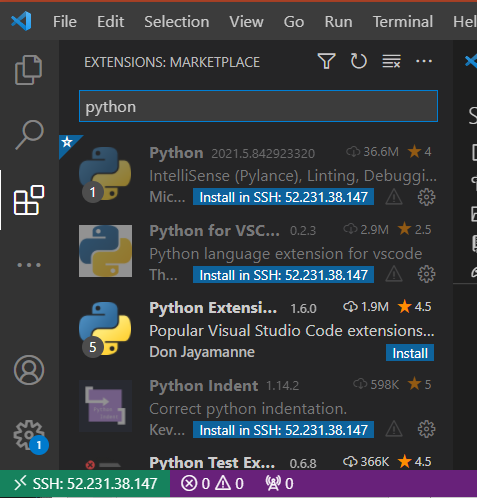 File Edit Selection View Go Run Terminal Hel
EXTENSIONS: MARKETPLACE
python
Python 2021.5.842923320 36.6M 4
IntelliSense (Pylance), Linting, Debuggi...
1
Mic... Install in SSH: 52.231.38.147
Python for VSC... 0.2.3 2.9M 2.5
Python language extension for vscode
Th... Install in SSH: 52.231.38.147
Python Extensi... 1.6.0 1.9M 4.5
Popular Visual Studio Code extensions...
5
Don Jayamanne Install
Python Indent 1.14.2 598K 5
Correct python indentation.
Kev... Install in SSH: 52.231.38.147
1
Python Test Ex... 0.6.8 366K 4.5
SSH: 52.231.38.147 0 0 0